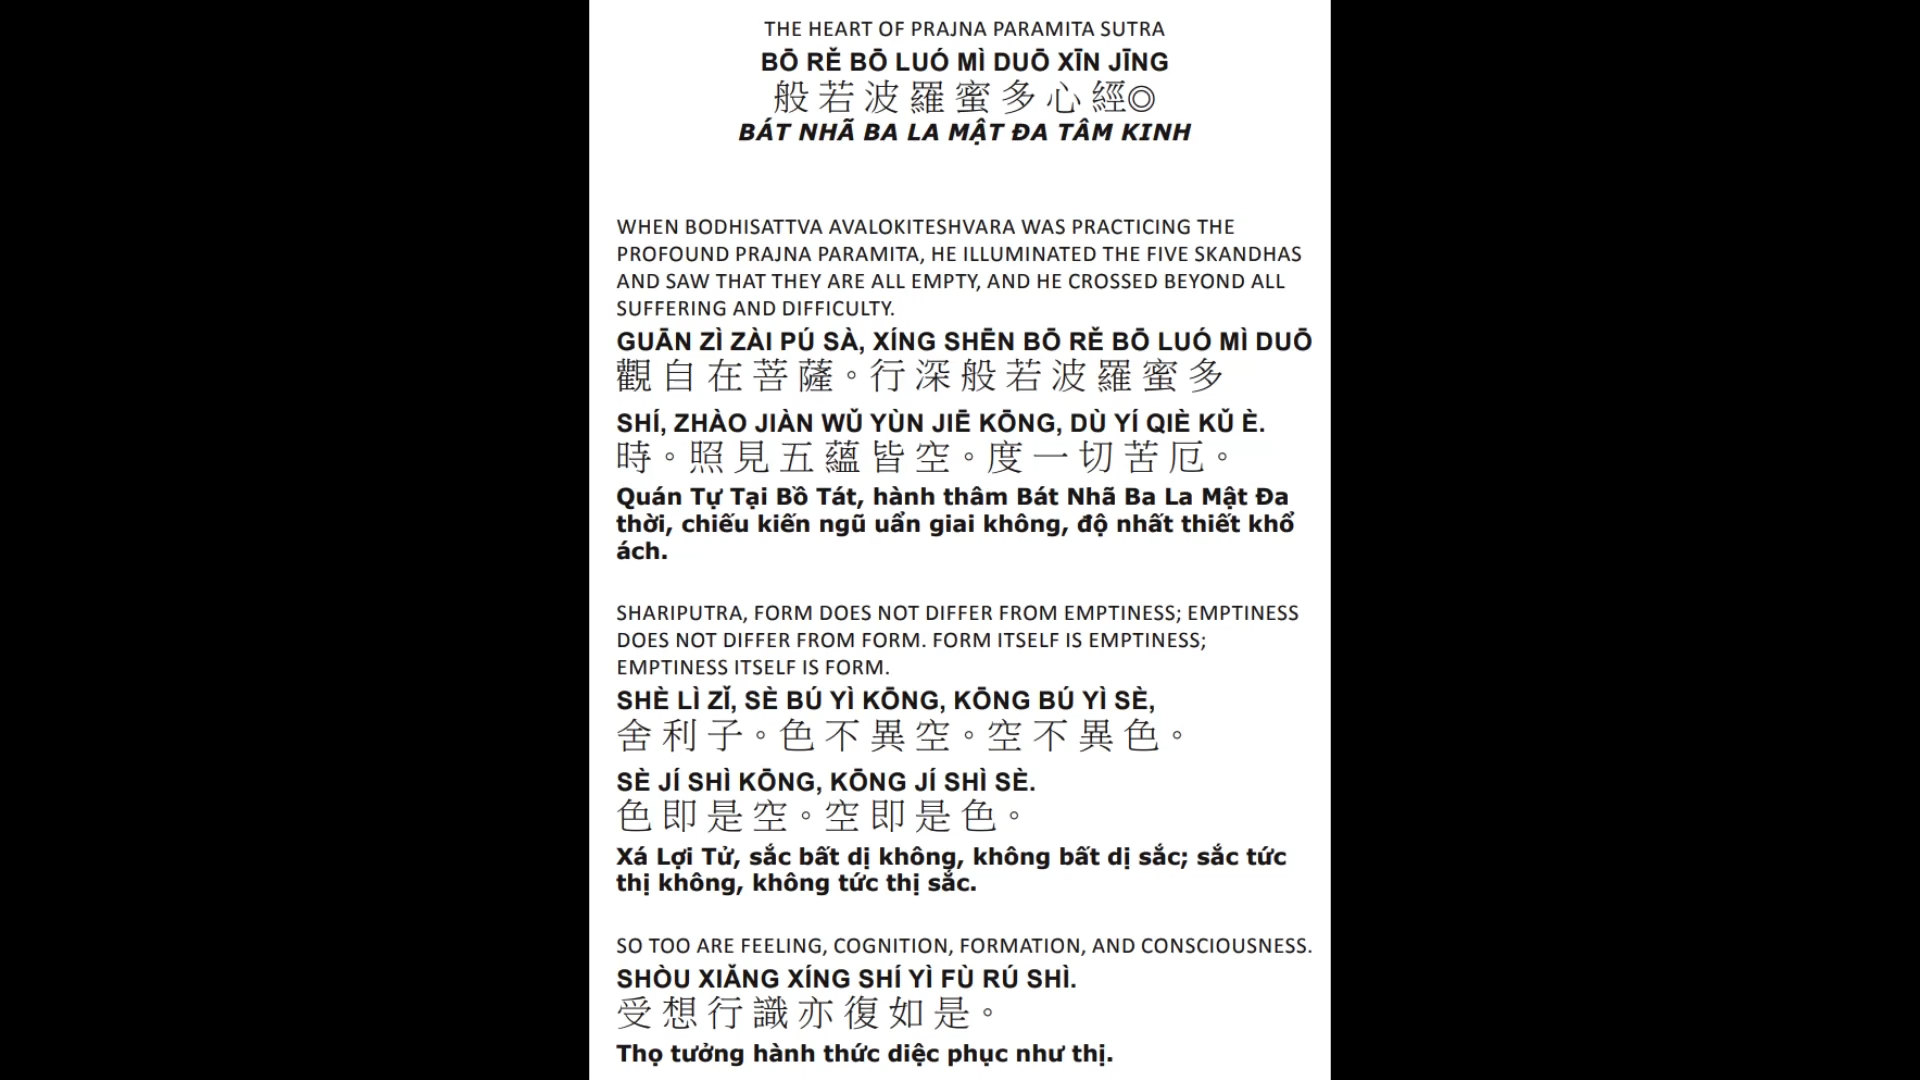 THE HEART OF PRAJNA PARAMITA SUTRA
BŌ RĚ BŌ LUÓ MÌ DUŌ XĪN JĪNG
般若波羅蜜多心經◎
BÁT NHÃ BA LA MẬT ĐA TÂM KINH
WHEN BODHISATTVA AVALOKITESHVARA WAS PRACTICING THE
PROFOUND PRAJNA PARAMITA, HE ILLUMINATED THE FIVE SKANDHAS
AND SAW THAT THEY ARE ALL EMPTY, AND HE CROSSED BEYOND ALL
SUFFERING AND DIFFICULTY.
GUĀN ZÌ ZÀI PÚ SÀ, XÍNG SHĒN BŌ RĚ BŌ LUÓ MÌ DUŌ
觀自在菩薩。行深般若波羅蜜多
SHÍ, ZHÀO JIÀN WǓ YÙN JIĒ KŌNG, DÙ YÍ QIÈ KǓ È.
時。照見五蘊皆空。度一切苦厄。
Quán Tự Tại Bồ Tát, hành thâm Bát Nhã Ba La Mật Đa
thời, chiếu kiến ngũ uẩn giai không, độ nhất thiết khổ
ách.
SHARIPUTRA, FORM DOES NOT DIFFER FROM EMPTINESS; EMPTINESS
DOES NOT DIFFER FROM FORM. FORM ITSELF IS EMPTINESS;
EMPTINESS ITSELF IS FORM.
SHÈ LÌ ZǏ, SÈ BÚ YÌ KŌNG, KŌNG BÚ YÌ SÈ,
舍利子。色不異空。空不異色。
SÈ JÍ SHÌ KŌNG, KŌNG JÍ SHÌ SÈ.
色即是空。空即是色。
Xá Lợi Tử, sắc bất dị không, không bất dị sắc; sắc tức
thị không, không tức thị sắc.
SO TOO ARE FEELING, COGNITION, FORMATION, AND CONSCIOUSNESS.
SHÒU XIǍNG XÍNG SHÍ YÌ FÙ RÚ SHÌ.
受想行識亦復如是。
Thọ tưởng hành thức diệc phục như thị.